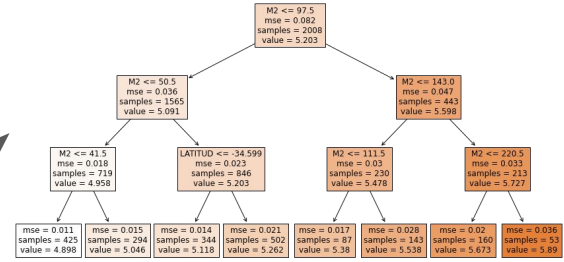 M2 <= 97.5
mse = 0.082
samples = 2008
value = 5.203
M2 <= 50.5
mse = 0.036
samples = 1565
value = 5.091
M2 <= 143.0
mse = 0.047
samples = 443
value = 5.598
M2 <= 41.5
mse = 0.018
samples = 719
value = 4.958
LATITUD <= -34.599
mse = 0.023
samples = 846
value = 5.203
M2 <= 111.5
mse = 0.03
samples = 230
value = 5.478
M2 <= 220.5
mse = 0.033
samples = 213
value = 5.727
mse = 0.011
samples = 425
value = 4.898
mse = 0.015
samples = 294
value = 5.046
mse = 0.014
samples = 344
value = 5.118
mse = 0.021
samples = 502
value = 5.262
mse = 0.017
samples = 87
value = 5.38
mse = 0.028
samples = 143
value = 5.538
mse = 0.02
samples = 160
value = 5.673
mse = 0.036
samples = 53
value = 5.89